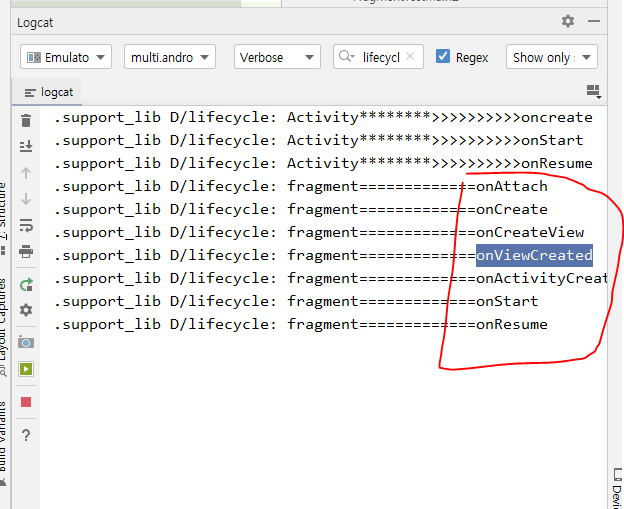 Logcat
Emulato
multi.andro
Verbose
lifecycl
Regex
Show only
logcat
.support_lib D/lifecycle: Activity********>>>>>>>>>>oncreate
.support_lib D/lifecycle: Activity********>>>>>>>>>>onStart
.support_lib D/lifecycle: Activity********>>>>>>>>>>onResume
.support_lib D/lifecycle: fragment=============onAttach
.support_lib D/lifecycle: fragment=============onCreate
.support_lib D/lifecycle: fragment=============onCreateView
.support_lib D/lifecycle: fragment=============onViewCreated
.support_lib D/lifecycle: fragment=============onActivityCreat
.support_lib D/lifecycle: fragment=============onStart
.support_lib D/lifecycle: fragment=============onResume
Z: Structure
Layout Captures
Build Variants
Devic